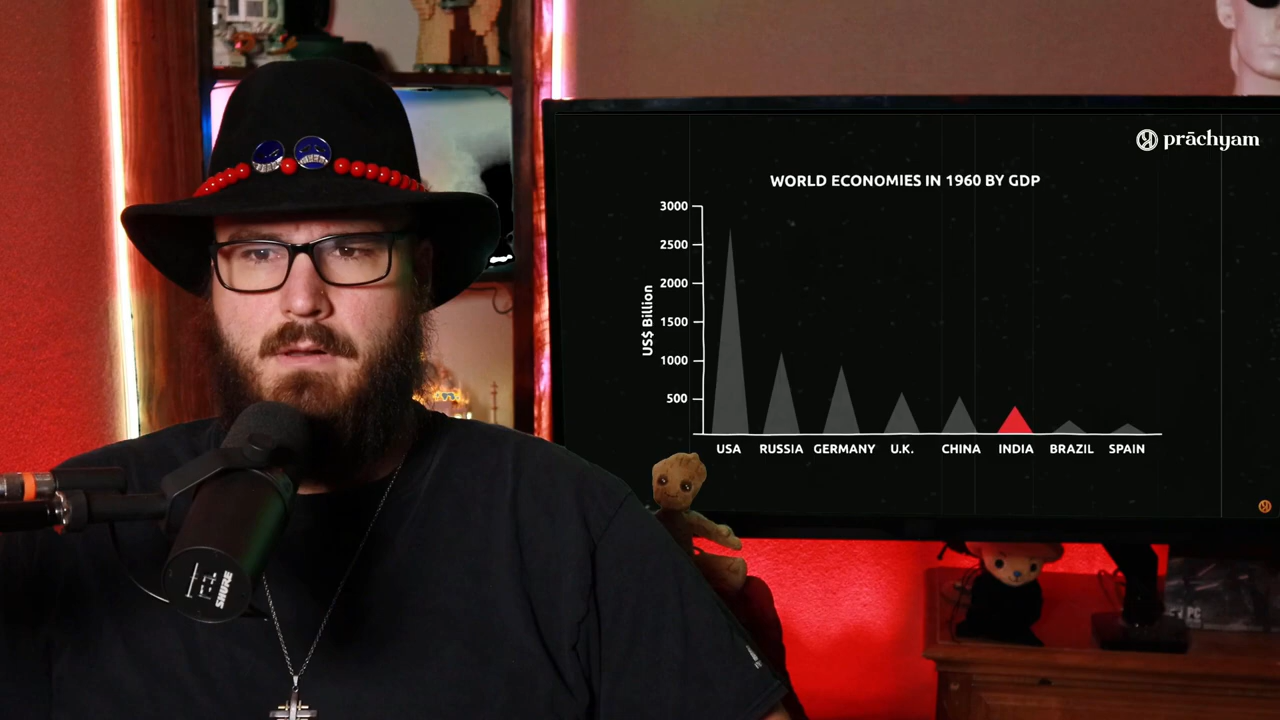 prāchyam
WORLD ECONOMIES IN 1960 BY GDP
3000
2500
2000
1500
1000
500
US$ Billion
USA RUSSIA GERMANY U.K. CHINA INDIA BRAZIL SPAIN
SHURE
PC